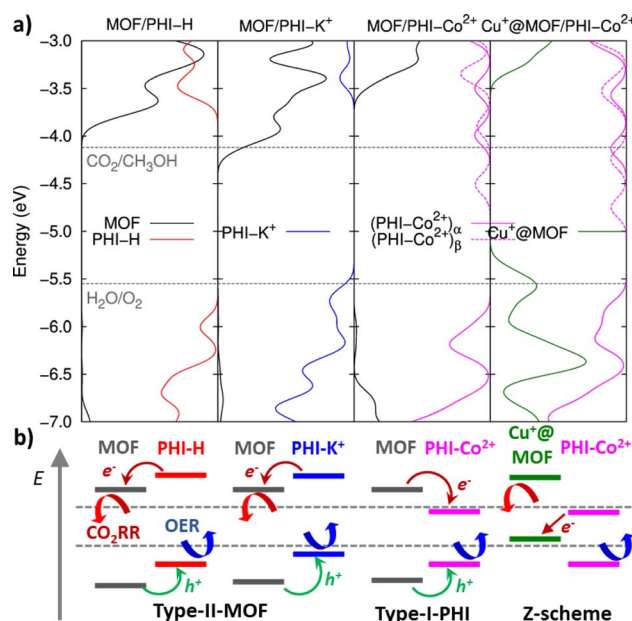 a)
MOF/PHI–H MOF/PHI–K⁺ MOF/PHI–Co²⁺ Cu⁺@MOF/PHI–Co²⁺
Energy (eV)
−3.0
−3.5
−4.0
CO₂/CH₃OH
−4.5
MOF
PHI–H
PHI–K⁺
(PHI–Co²⁺)α
(PHI–Co²⁺)β
Cu⁺@MOF
−5.0
−5.5
H₂O/O₂
−6.0
−6.5
−7.0
b)
E
MOF PHI-H MOF PHI-K⁺ MOF PHI-Co²⁺ Cu⁺@
MOF PHI-Co²⁺
e⁻ e⁻ e⁻ e⁻
CO₂RR OER
h⁺ h⁺ h⁺
Type-II-MOF Type-I-PHI Z-scheme